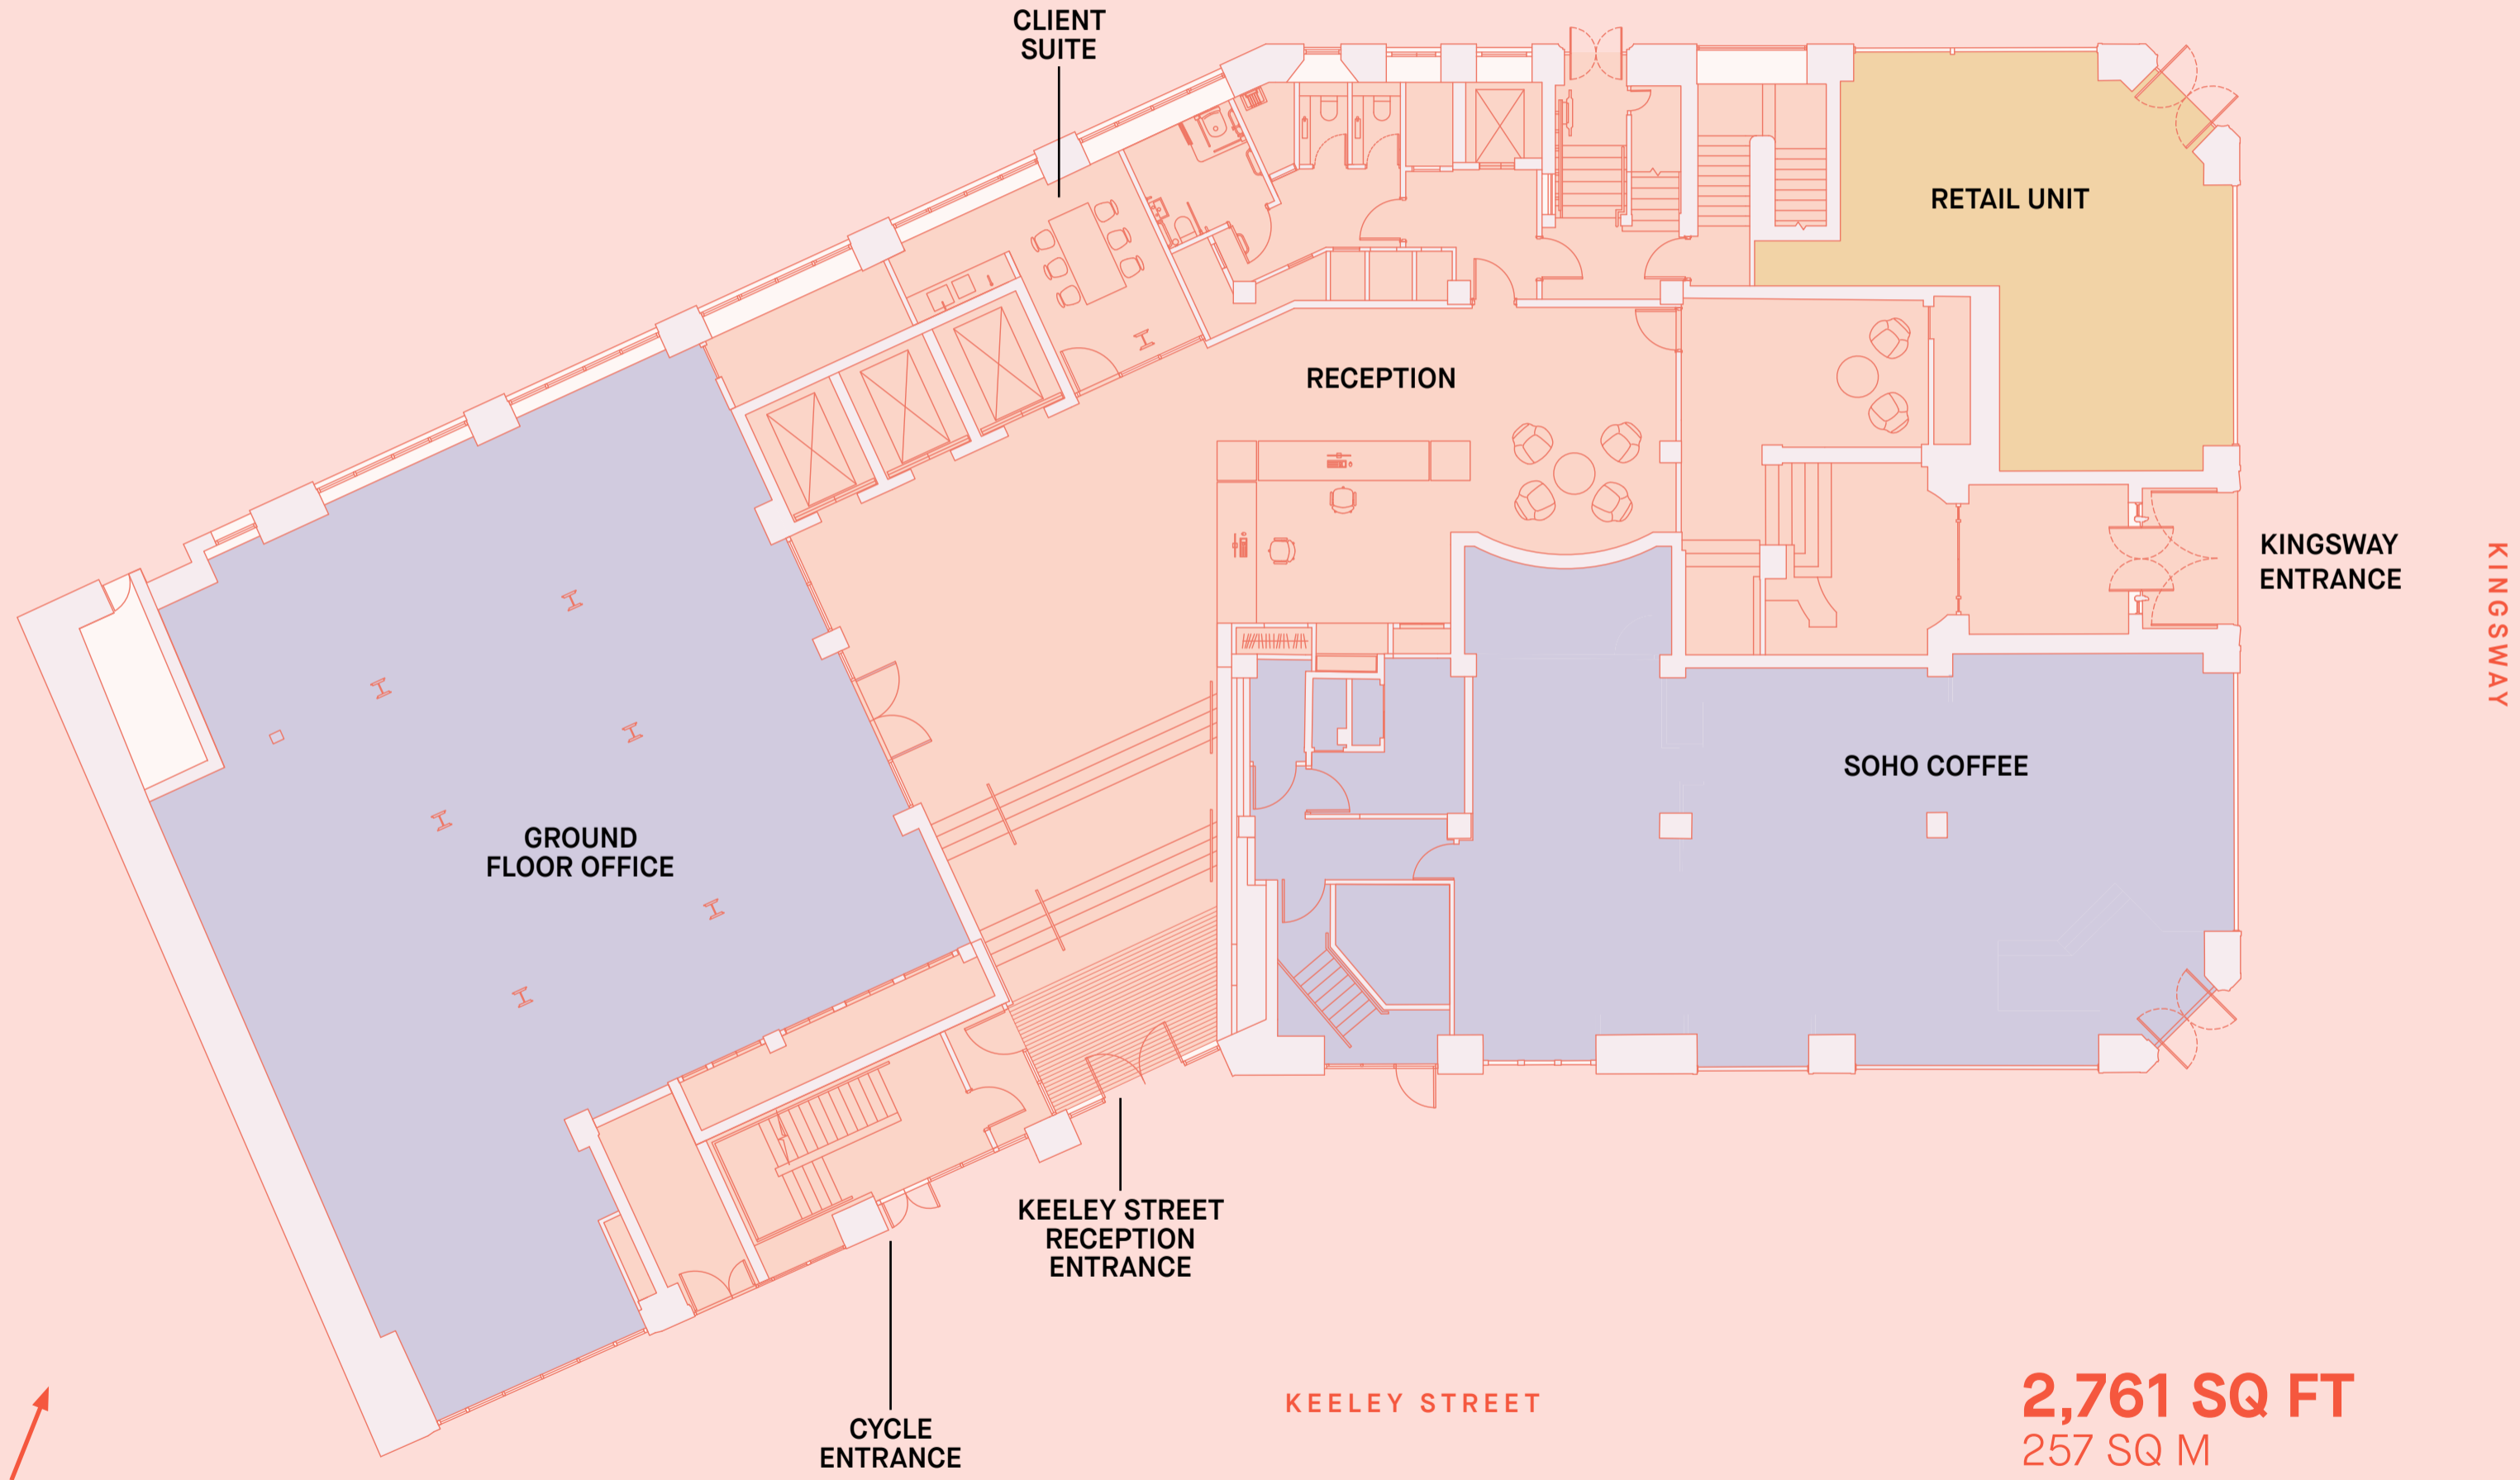 CLIENT
SUITE
RETAIL UNIT
RECEPTION
KINGSWAY
ENTRANCE
KINGSWAY
SOHO COFFEE
GROUND
FLOOR OFFICE
KEELEY STREET
RECEPTION
ENTRANCE
CYCLE
ENTRANCE
KEELEY STREET
2,761 SQ FT
257 SQ M